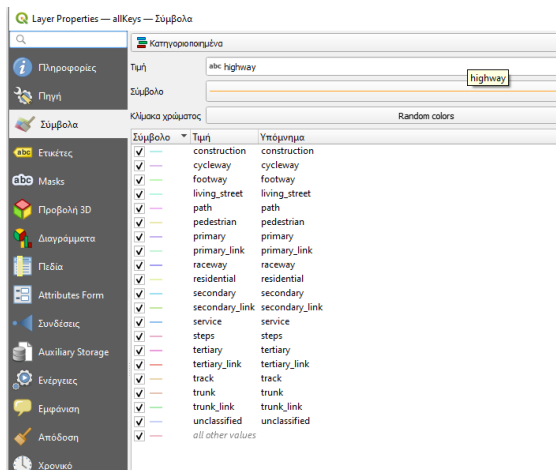 Layer Properties — allKeys — Σύμβολα
Κατηγοριοποιημένα
Πληροφορίες
Τιμή
abc highway
highway
Πηγή
Σύμβολο
Σύμβολα
Κλίμακα χρώματος
Random colors
Σύμβολο Τιμή Υπόμνημα
abc Ετικέτες
construction construction
cycleway cycleway
abc Masks
footway footway
living_street living_street
Προβολή 3D
path path
pedestrian pedestrian
Διαγράμματα
primary primary
primary_link primary_link
Πεδία
raceway raceway
residential residential
Attributes Form
secondary secondary
secondary_link secondary_link
Συνδέσεις
service service
steps steps
Auxiliary Storage
tertiary tertiary
tertiary_link tertiary_link
Ενέργειες
track track
trunk trunk
Εμφάνιση
trunk_link trunk_link
unclassified unclassified
Απόδοση
all other values
Χρονικό